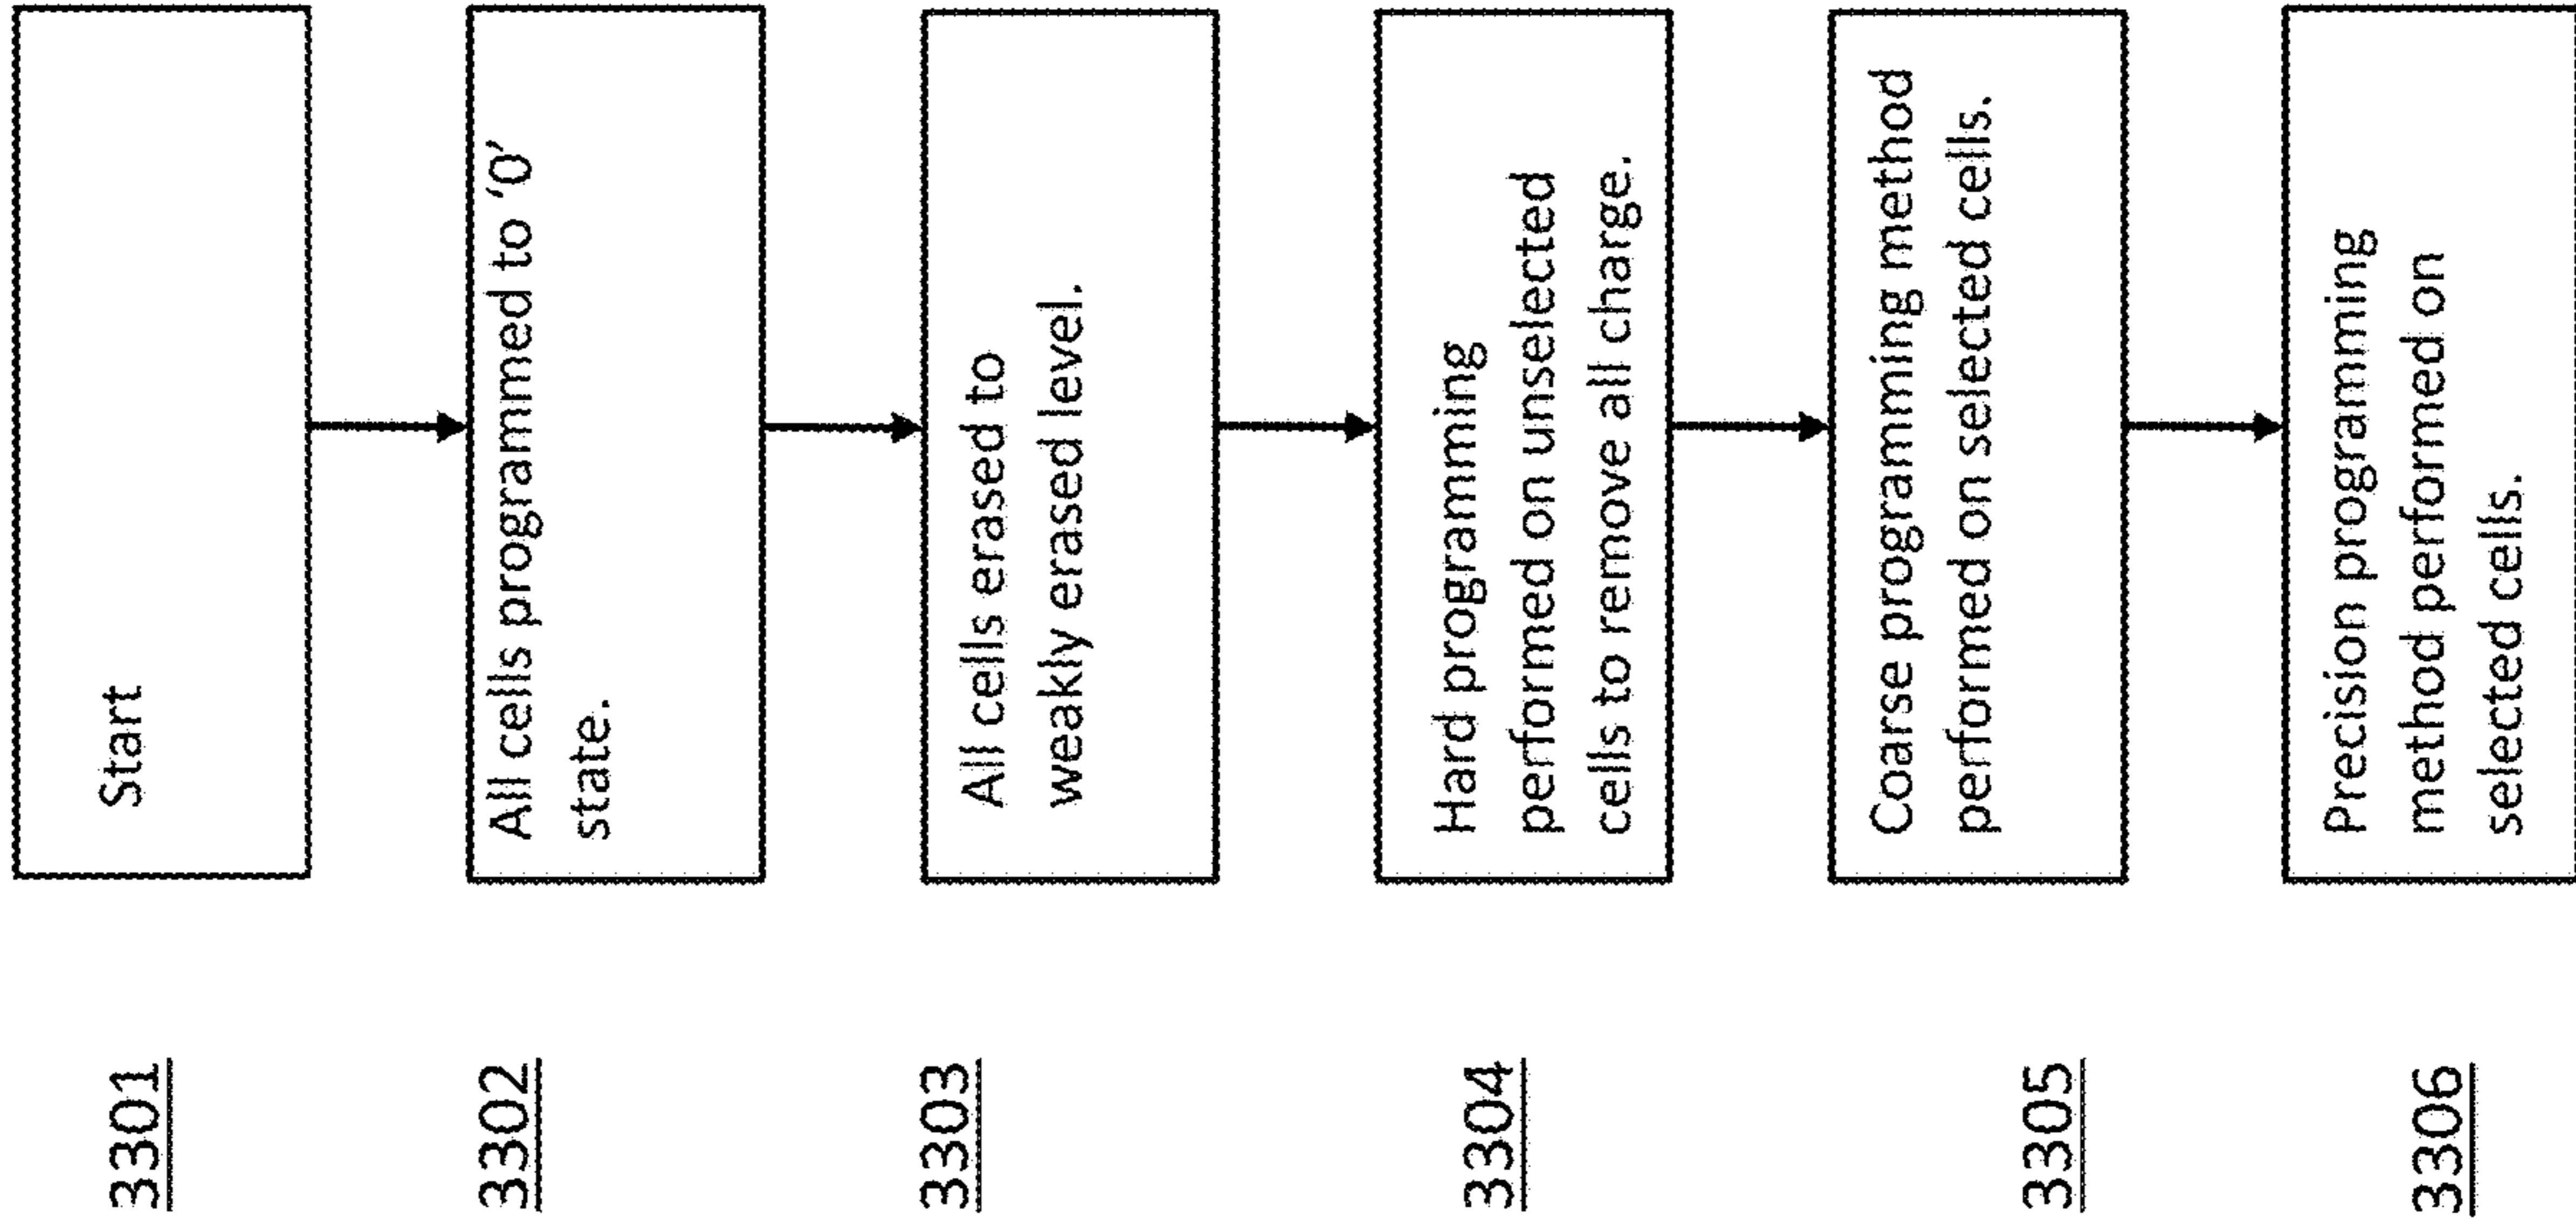 3301
Start
3302
All cells programmed to ‘0’
state.
3303
All cells erased to
weakly erased level.
3304
Hard programming
performed on unselected
cells to remove all charge.
3305
Coarse programming method
performed on selected cells.
3306
Precision programming
method performed on
selected cells.